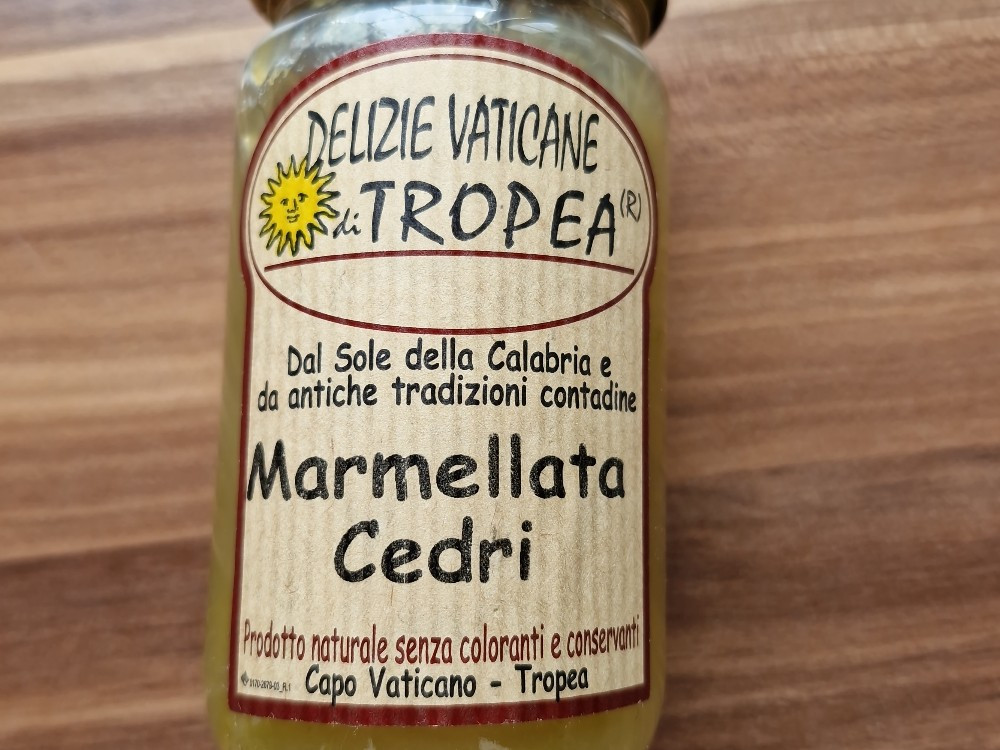 DELIZIE VATICANE
di TROPEA (R)
Dal Sole della Calabria e
da antiche tradizioni contadine
Marmellata
Cedri
Prodotto naturale senza coloranti e conservanti
Capo Vaticano - Tropea